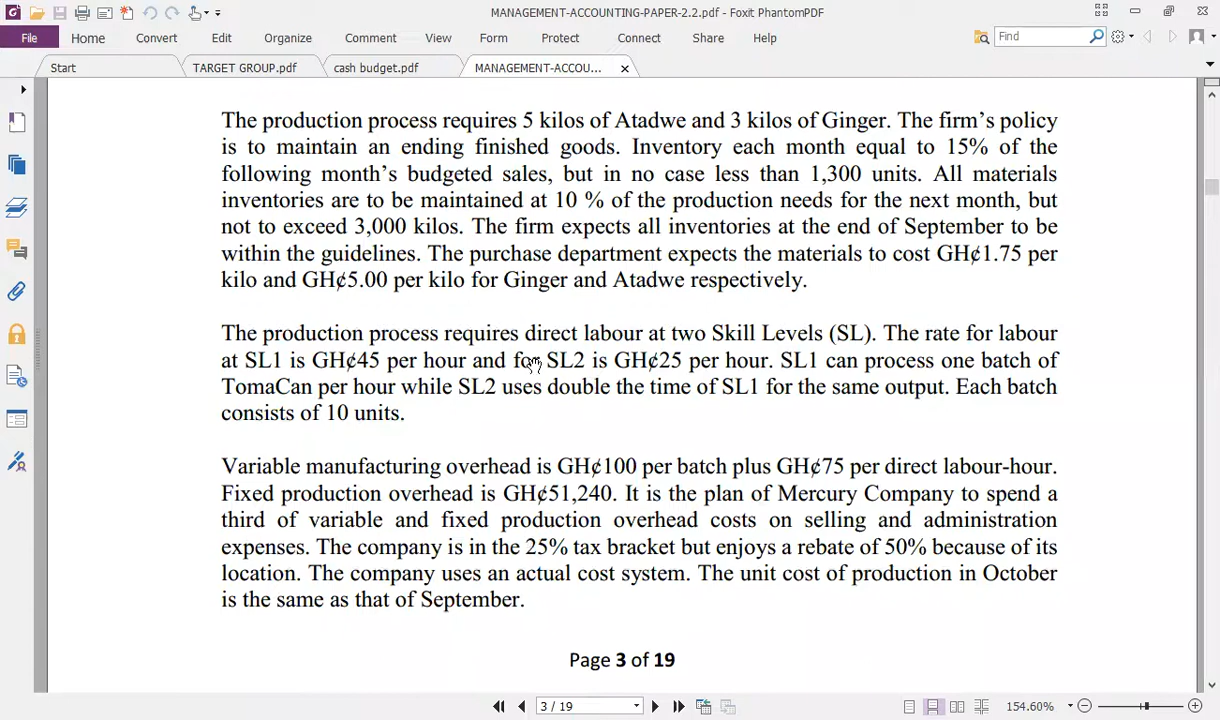 MANAGEMENT-ACCOUNTING-PAPER-2.2.pdf - Foxit PhantomPDF
File Home Convert Edit Organize Comment View Form Protect Connect Share Help Find
Start TARGET GROUP.pdf cash budget.pdf MANAGEMENT-ACCOU...
The production process requires 5 kilos of Atadwe and 3 kilos of Ginger. The firm’s policy
is to maintain an ending finished goods. Inventory each month equal to 15% of the
following month’s budgeted sales, but in no case less than 1,300 units. All materials
inventories are to be maintained at 10 % of the production needs for the next month, but
not to exceed 3,000 kilos. The firm expects all inventories at the end of September to be
within the guidelines. The purchase department expects the materials to cost GH¢1.75 per
kilo and GH¢5.00 per kilo for Ginger and Atadwe respectively.
The production process requires direct labour at two Skill Levels (SL). The rate for labour
at SL1 is GH¢45 per hour and for SL2 is GH¢25 per hour. SL1 can process one batch of
TomaCan per hour while SL2 uses double the time of SL1 for the same output. Each batch
consists of 10 units.
Variable manufacturing overhead is GH¢100 per batch plus GH¢75 per direct labour-hour.
Fixed production overhead is GH¢51,240. It is the plan of Mercury Company to spend a
third of variable and fixed production overhead costs on selling and administration
expenses. The company is in the 25% tax bracket but enjoys a rebate of 50% because of its
location. The company uses an actual cost system. The unit cost of production in October
is the same as that of September.
Page 3 of 19
3 / 19 154.60%